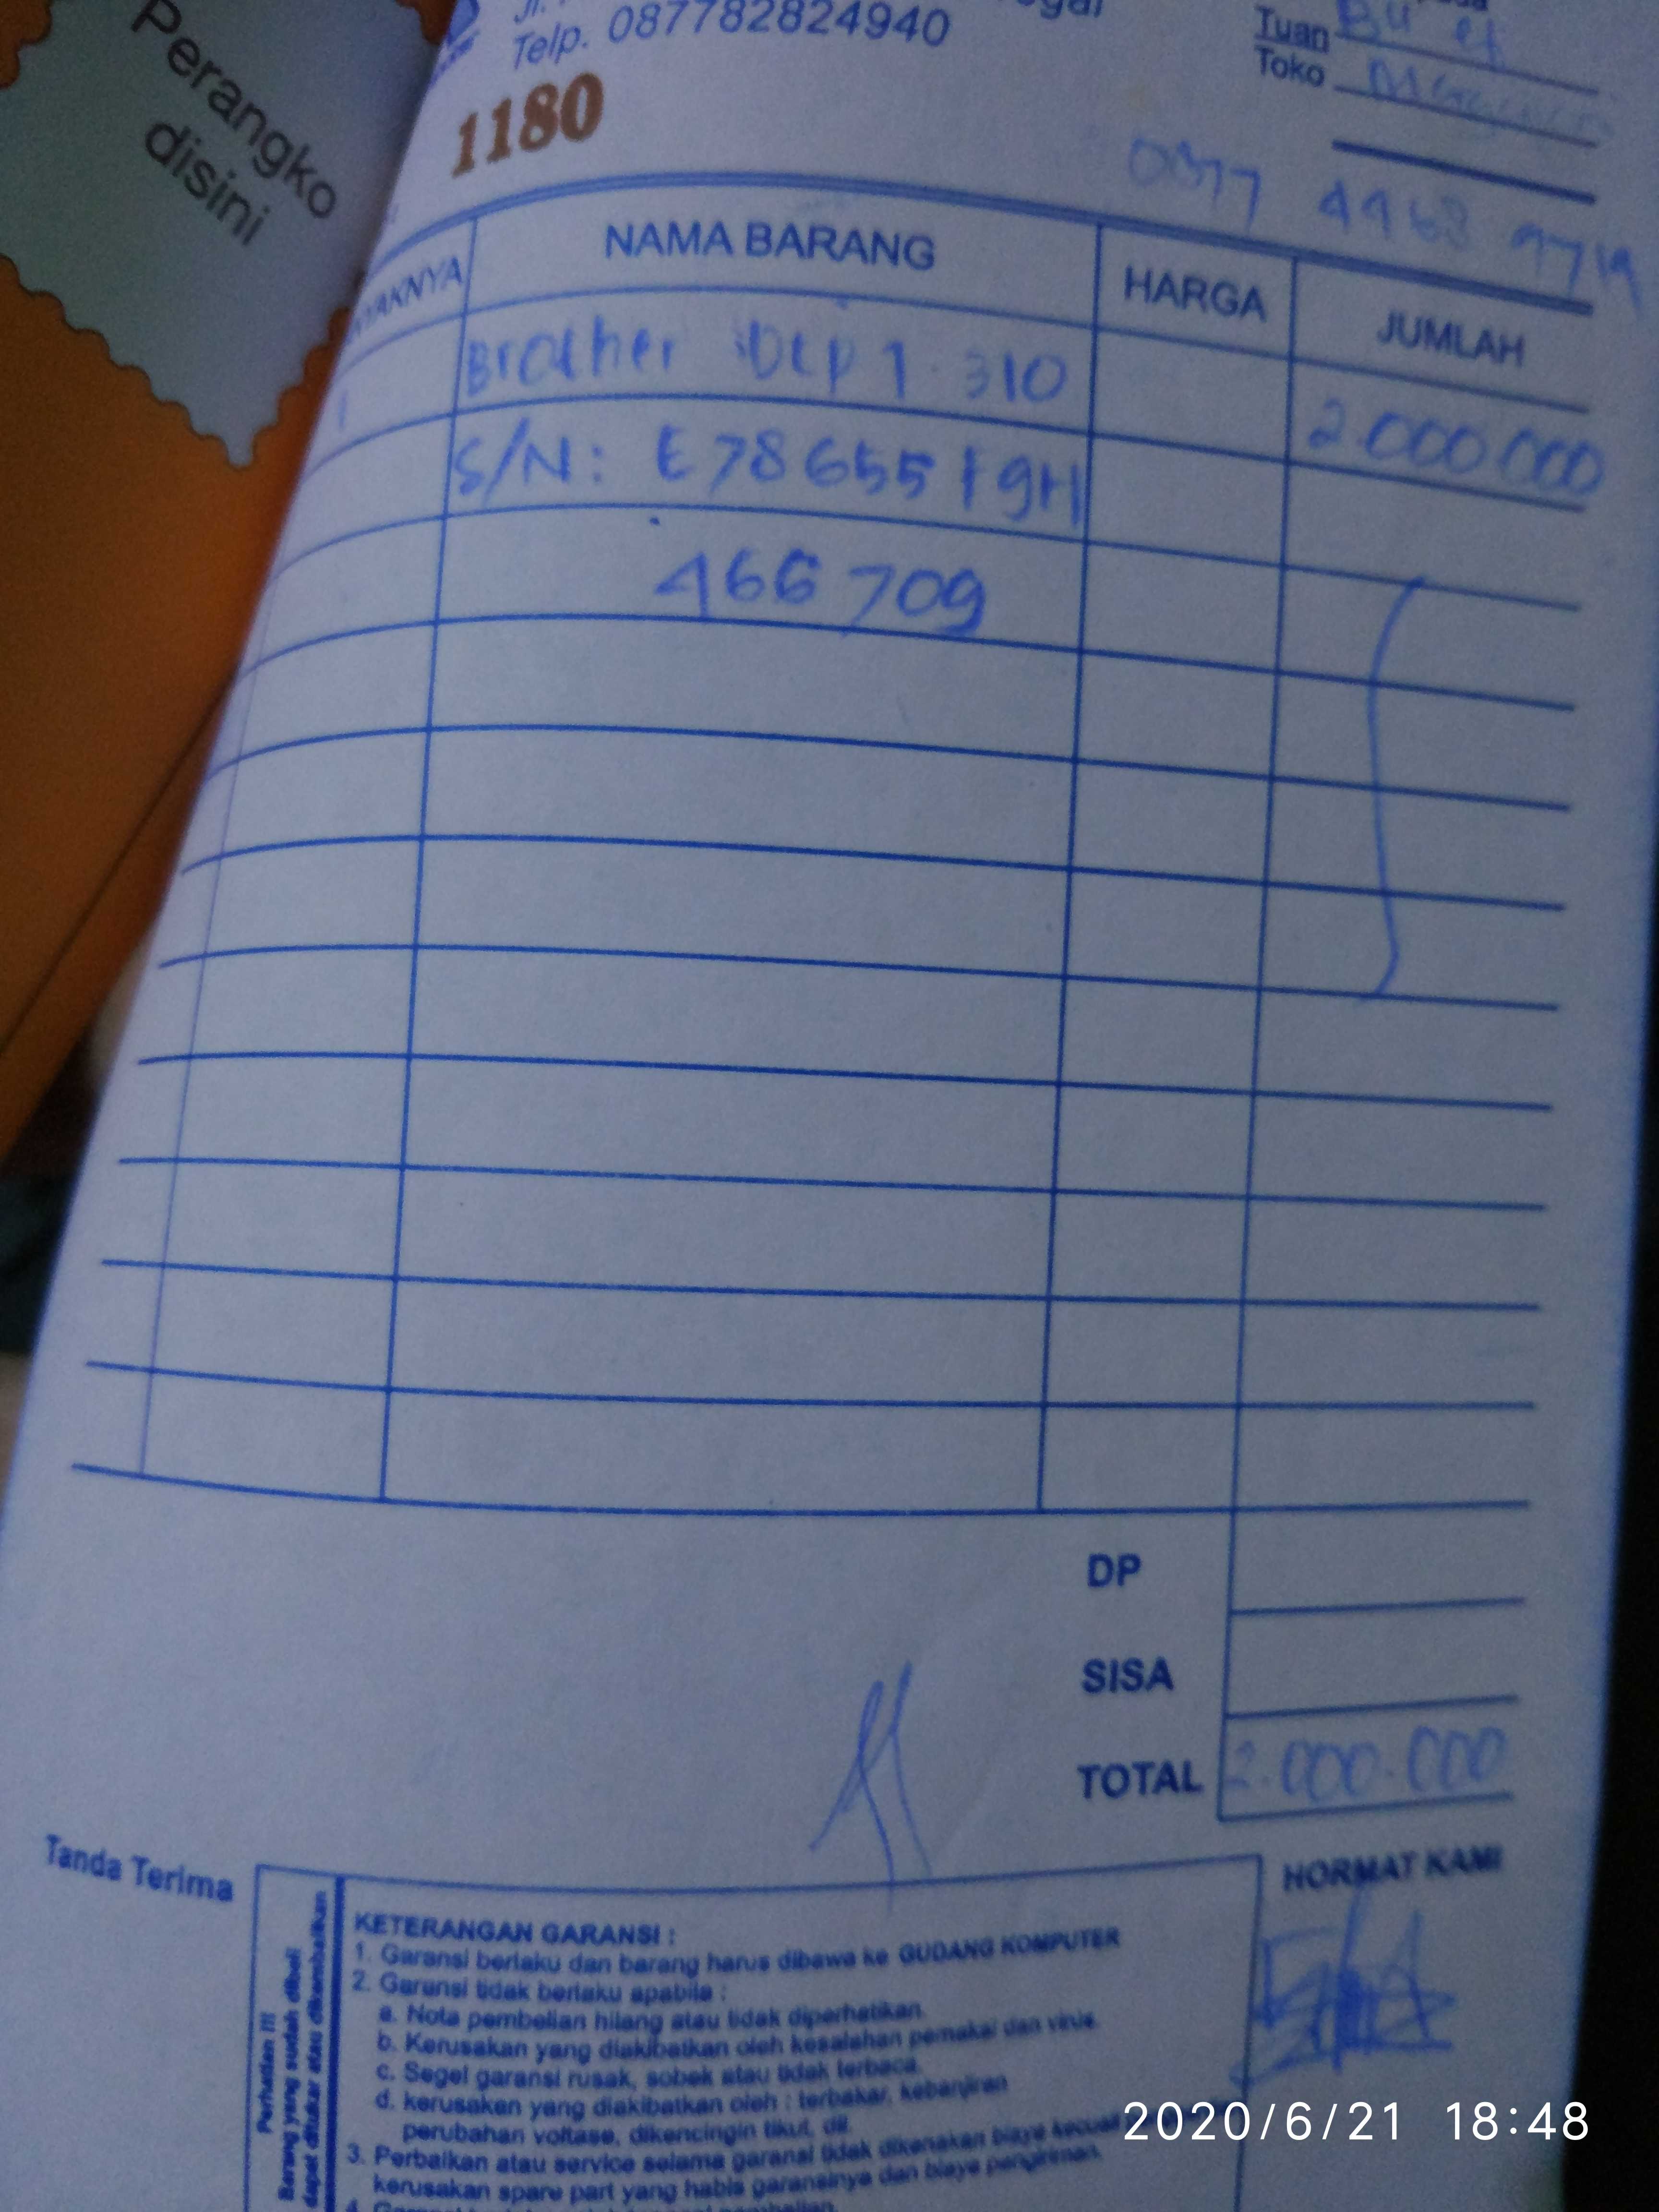 Perangko
disini
Telp. 087782824940
Tuan Bu
Toko
1180
0877 4468 9719
NAMA BARANG HARGA JUMLAH
1 Brother Dcp T 310 2.000.000
S/N: E78655F9H
466709
DP
SISA
TOTAL 2.000.000
Tanda Terima
HORMAT KAMI
Perhatian !!!
Barang yang sudah dibeli
dapat ditukar atau dikembalikan
KETERANGAN GARANSI :
1. Garansi berlaku dan barang harus dibawa ke GUDANG KOMPUTER
2. Garansi tidak berlaku apabila :
a. Nota pembelian hilang atau tidak diperhatikan.
b. Kerusakan yang diakibatkan oleh kesalahan pemakai dan virus.
c. Segel garansi rusak, sobek atau tidak terbaca.
d. kerusakan yang diakibatkan oleh : terbakar, kebanjiran
perubahan voltase, dikencingin tikut, dll.
3. Perbaikan atau service selama garansi tidak dikenakan biaya kecuali
kerusakan spare part yang habis garansinya dan biaya pengiriman.
2020/6/21 18:48